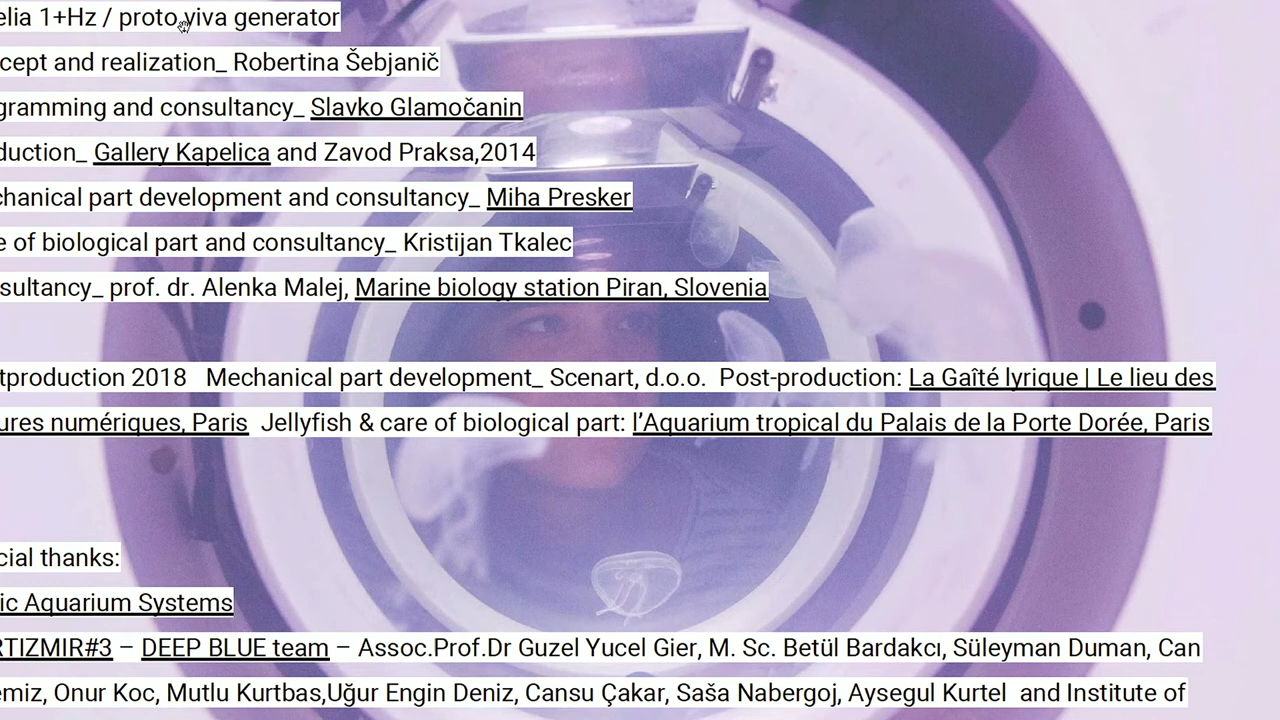 elia 1+Hz / proto viva generator
cept and realization_ Robertina Šebjanič
gramming and consultancy_ Slavko Glamočanin
duction_ Gallery Kapelica and Zavod Praksa,2014
chanical part development and consultancy_ Miha Presker
e of biological part and consultancy_ Kristijan Tkalec
sultancy_ prof. dr. Alenka Malej, Marine biology station Piran, Slovenia
tproduction 2018 Mechanical part development_ Scenart, d.o.o. Post-production: La Gaîté lyrique | Le lieu des
ures numériques, Paris Jellyfish & care of biological part: l’Aquarium tropical du Palais de la Porte Dorée, Paris
cial thanks:
ic Aquarium Systems
RTIZMIR#3 – DEEP BLUE team – Assoc.Prof.Dr Guzel Yucel Gier, M. Sc. Betül Bardakcı, Süleyman Duman, Can
emiz, Onur Koc, Mutlu Kurtbas,Uğur Engin Deniz, Cansu Çakar, Saša Nabergoj, Aysegul Kurtel and Institute of